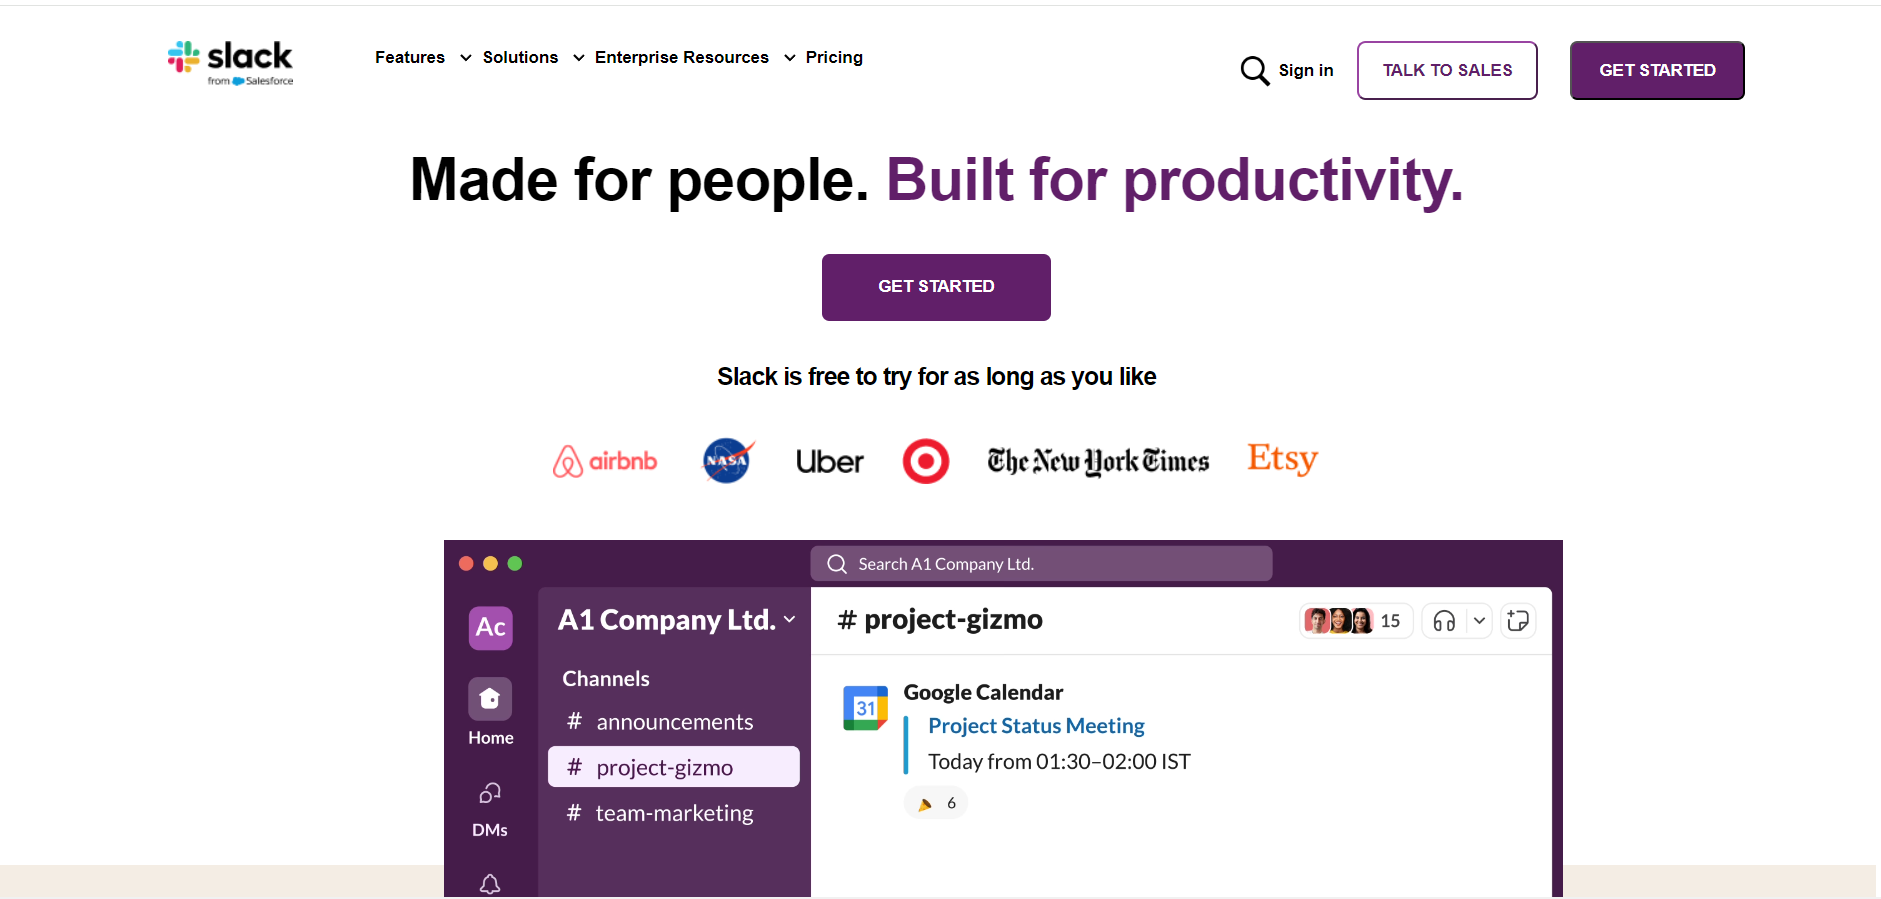 slack
from Salesforce
Features Solutions Enterprise Resources Pricing
Sign in TALK TO SALES GET STARTED
Made for people. Built for productivity.
GET STARTED
Slack is free to try for as long as you like
airbnb NASA Uber The New York Times Etsy
Search A1 Company Ltd.
Ac
A1 Company Ltd.
# project-gizmo
15
Channels
# announcements
# project-gizmo
# team-marketing
Home
DMs
31
Google Calendar
Project Status Meeting
Today from 01:30–02:00 IST
6